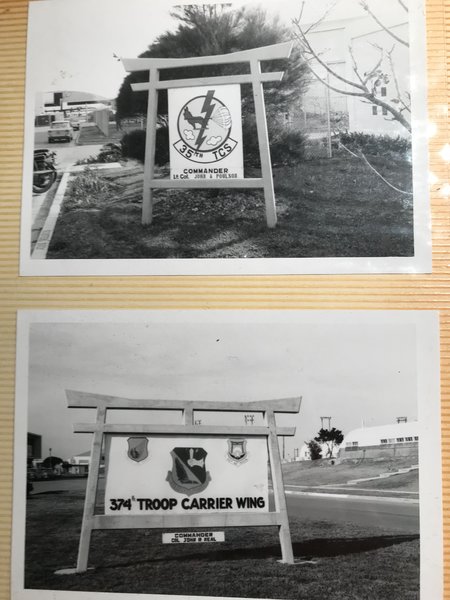 35TH TCS
COMMANDER
Lt Col JOHN A POULSON
374th TROOP CARRIER WING
COMMANDER
COL JOHN R NEAL